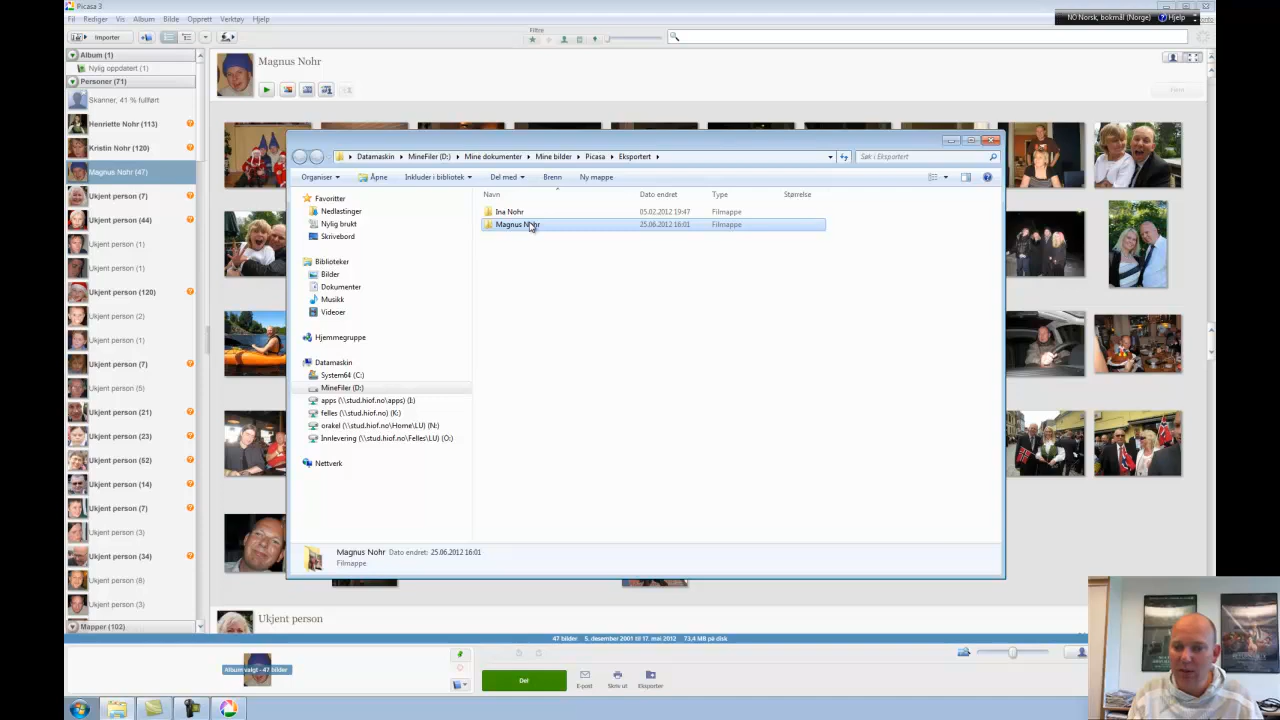 Picasa 3
Fil Rediger Vis Album Bilde Opprett Verktøy Hjelp
NO Norsk, bokmål (Norge) Hjelp
Importer
Filtre
Album (1)
Nylig oppdatert (1)
Personer (71)
Skanner, 41 % fullført
Henriette Nohr (113)
Kristin Nohr (120)
Magnus Nohr (47)
Ukjent person (7)
Ukjent person (44)
Ukjent person (1)
Ukjent person (1)
Ukjent person (120)
Ukjent person (2)
Ukjent person (1)
Ukjent person (7)
Ukjent person (5)
Ukjent person (21)
Ukjent person (23)
Ukjent person (52)
Ukjent person (14)
Ukjent person (7)
Ukjent person (3)
Ukjent person (34)
Ukjent person (8)
Ukjent person (3)
Mapper (102)
Magnus Nohr
Datamaskin MineFiler (D:) Mine dokumenter Mine bilder Picasa Eksportert
Søk i Eksportert
Organiser Åpne Inkluder i bibliotek Del med Brenn Ny mappe
Favoritter
Nedlastinger
Nylig brukt
Skrivebord
Biblioteker
Bilder
Dokumenter
Musikk
Videoer
Hjemmegruppe
Datamaskin
System64 (C:)
MineFiler (D:)
apps (\\stud.hiof.no\apps) (I:)
felles (\\stud.hiof.no) (K:)
orakel (\\stud.hiof.no\Home\LU) (N:)
Innlevering (\\stud.hiof.no\Felles\LU) (O:)
Nettverk
Navn Dato endret Type Størrelse
Ina Nohr 05.02.2012 19:47 Filmappe
Magnus Nohr 25.06.2012 16:01 Filmappe
Magnus Nohr Dato endret: 25.06.2012 16:01
Filmappe
Ukjent person
47 bilder 5. desember 2001 til 17. mai 2012 73,4 MB på disk
Album valgt - 47 bilder
Del
E-post Skriv ut Eksporter